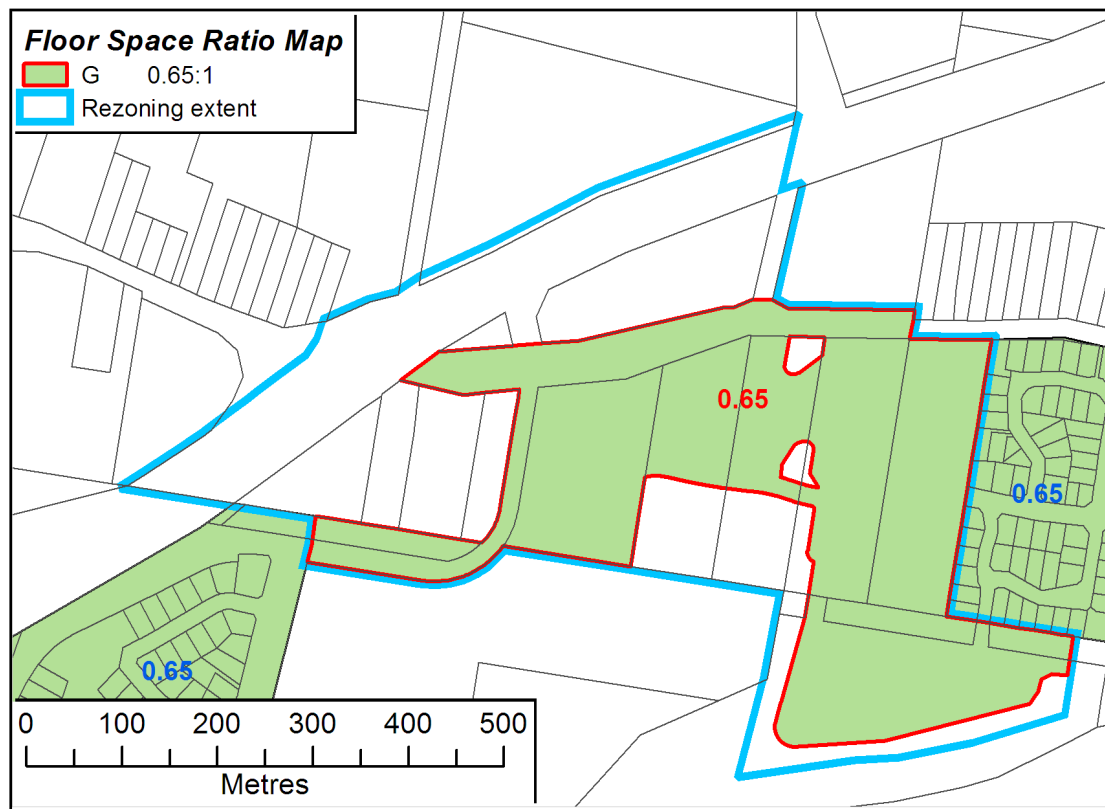 Floor Space Ratio Map
G 0.65:1
Rezoning extent
0.65
0.65
0.65
0 100 200 300 400 500
Metres